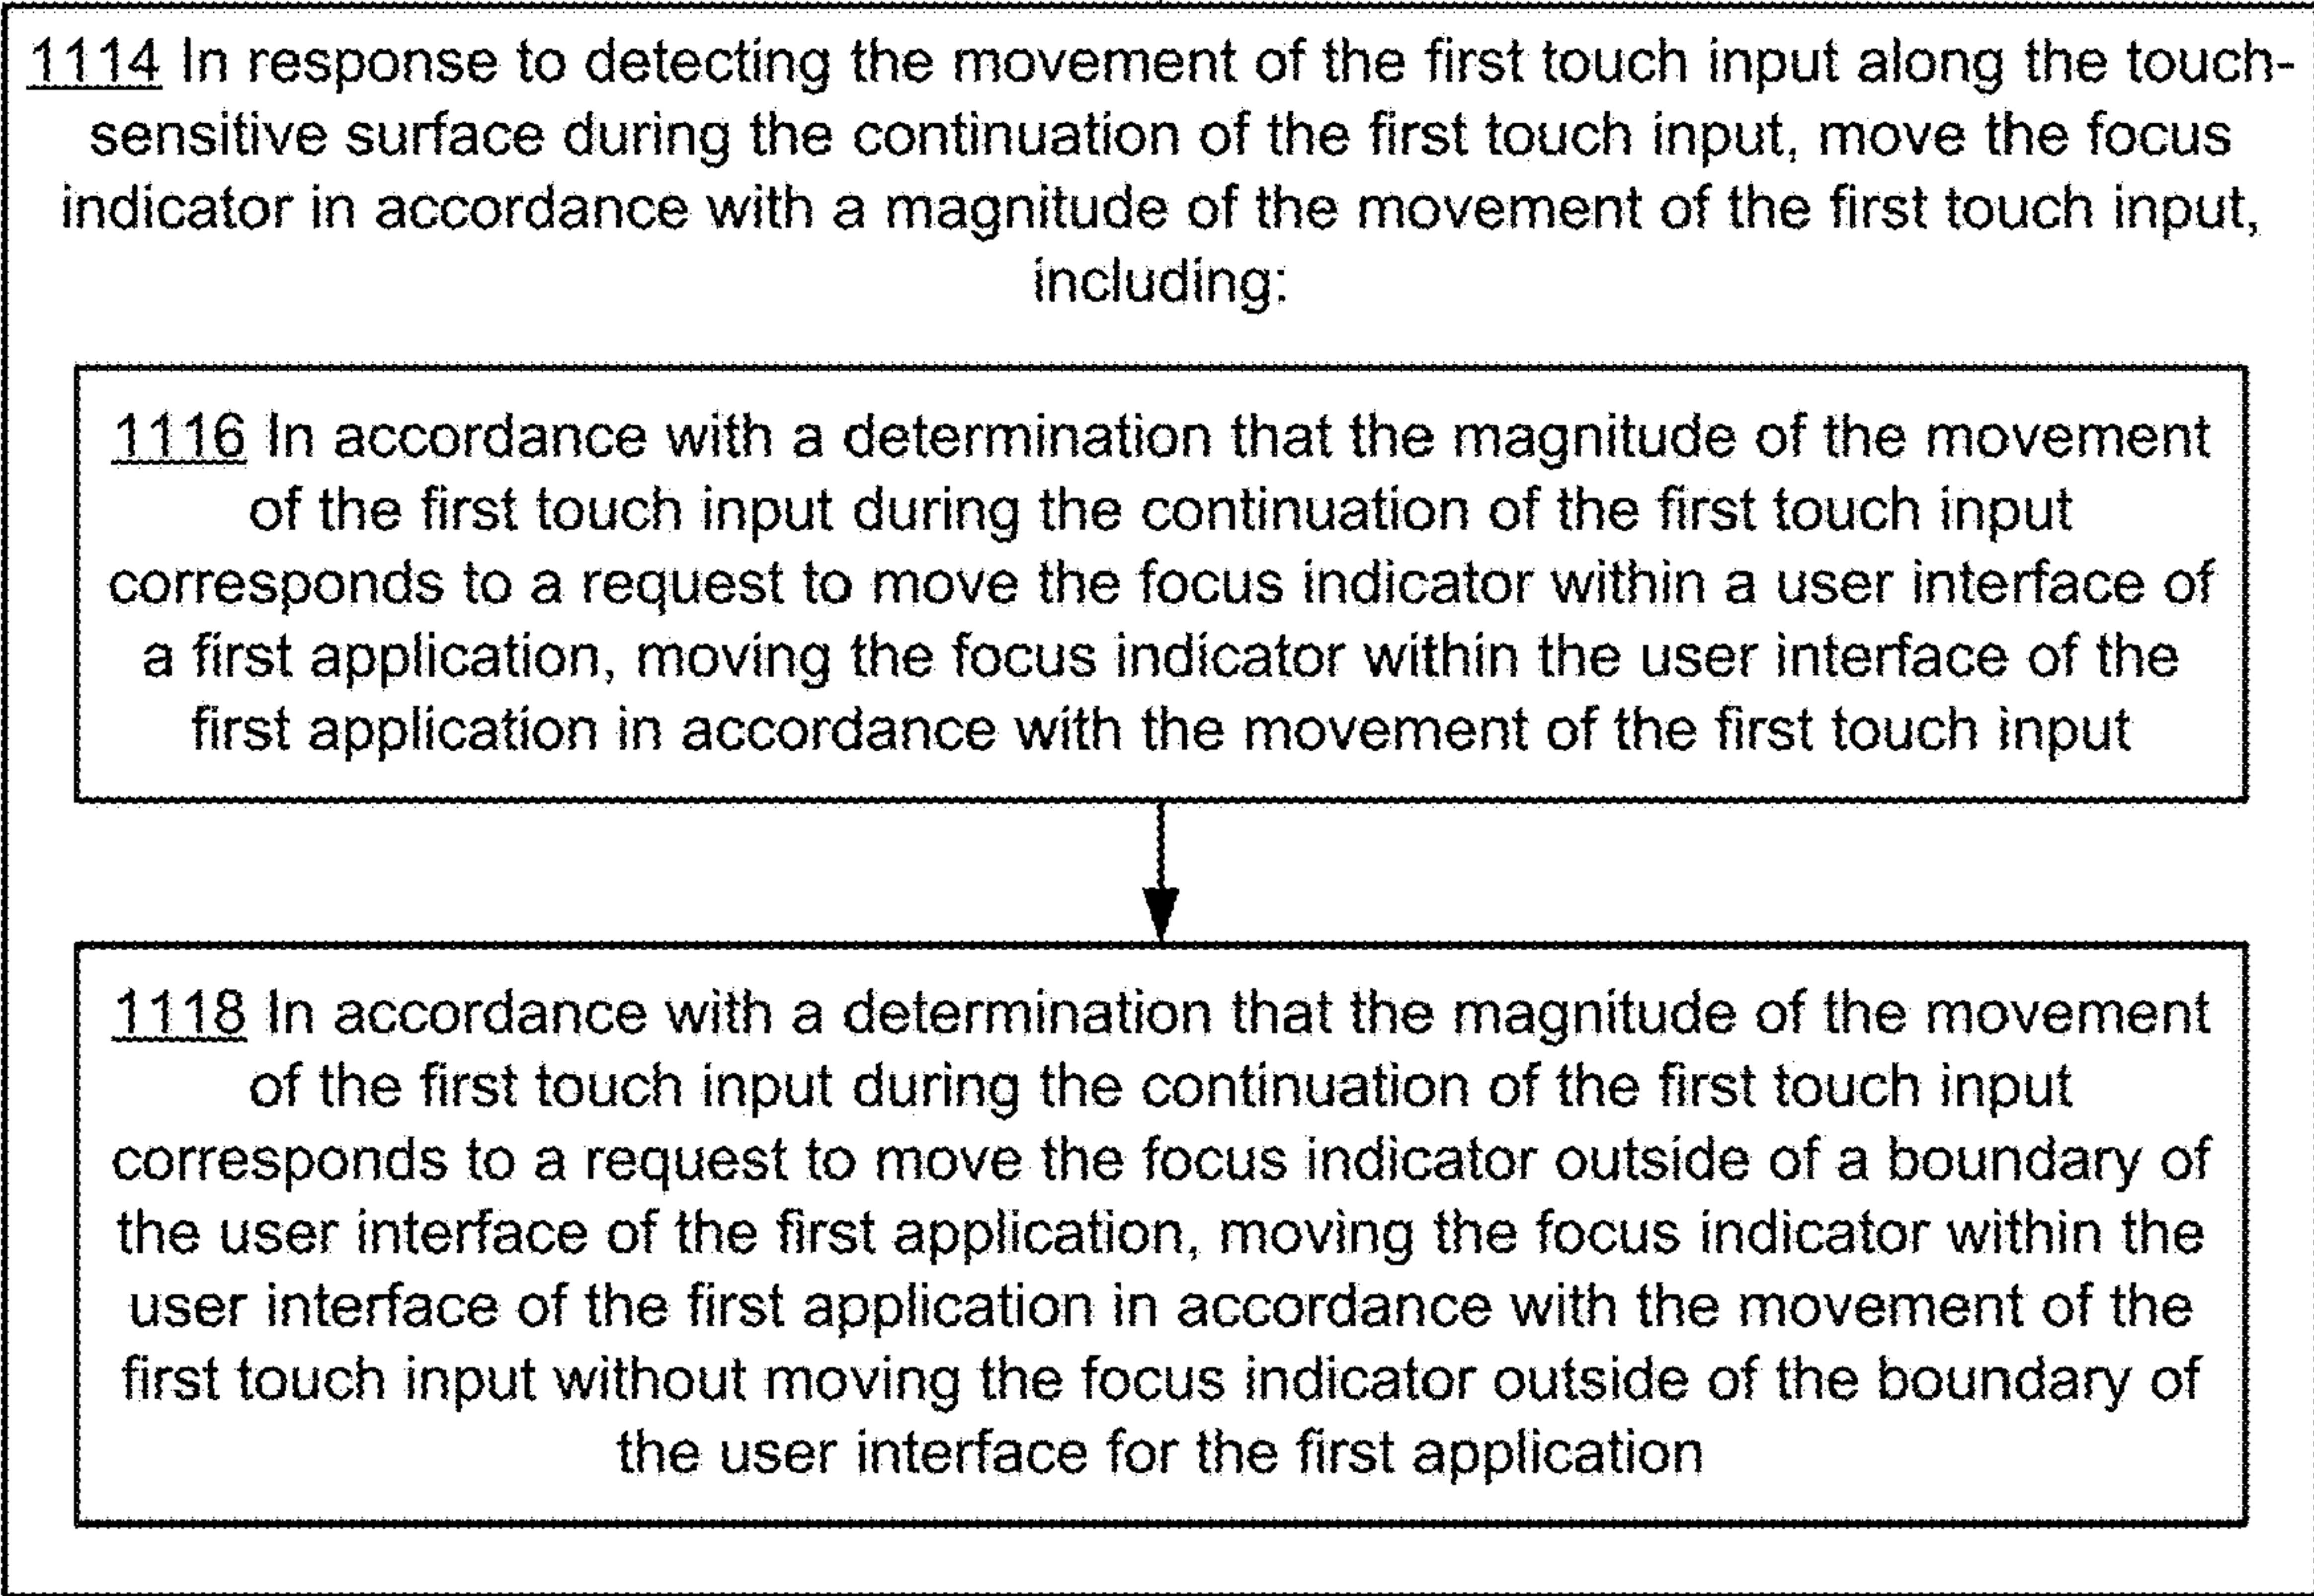 1114 In response to detecting the movement of the first touch input along the touch-
sensitive surface during the continuation of the first touch input, move the focus
indicator in accordance with a magnitude of the movement of the first touch input,
including:
1116 In accordance with a determination that the magnitude of the movement
of the first touch input during the continuation of the first touch input
corresponds to a request to move the focus indicator within a user interface of
a first application, moving the focus indicator within the user interface of the
first application in accordance with the movement of the first touch input
1118 In accordance with a determination that the magnitude of the movement
of the first touch input during the continuation of the first touch input
corresponds to a request to move the focus indicator outside of a boundary of
the user interface of the first application, moving the focus indicator within the
user interface of the first application in accordance with the movement of the
first touch input without moving the focus indicator outside of the boundary of
the user interface for the first application